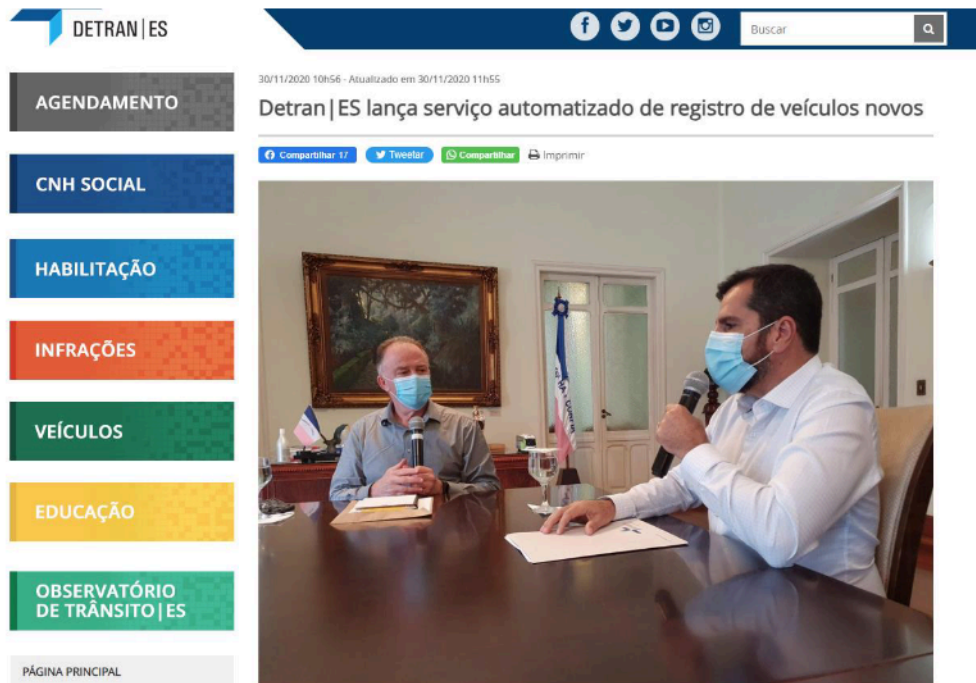 DETRAN|ES
Buscar
AGENDAMENTO
CNH SOCIAL
HABILITAÇÃO
INFRAÇÕES
VEÍCULOS
EDUCAÇÃO
OBSERVATÓRIO
DE TRÂNSITO|ES
PÁGINA PRINCIPAL
30/11/2020 10h56 - Atualizado em 30/11/2020 11h55
Detran|ES lança serviço automatizado de registro de veículos novos
Compartilhar 17 Tweetar Compartilhar Imprimir